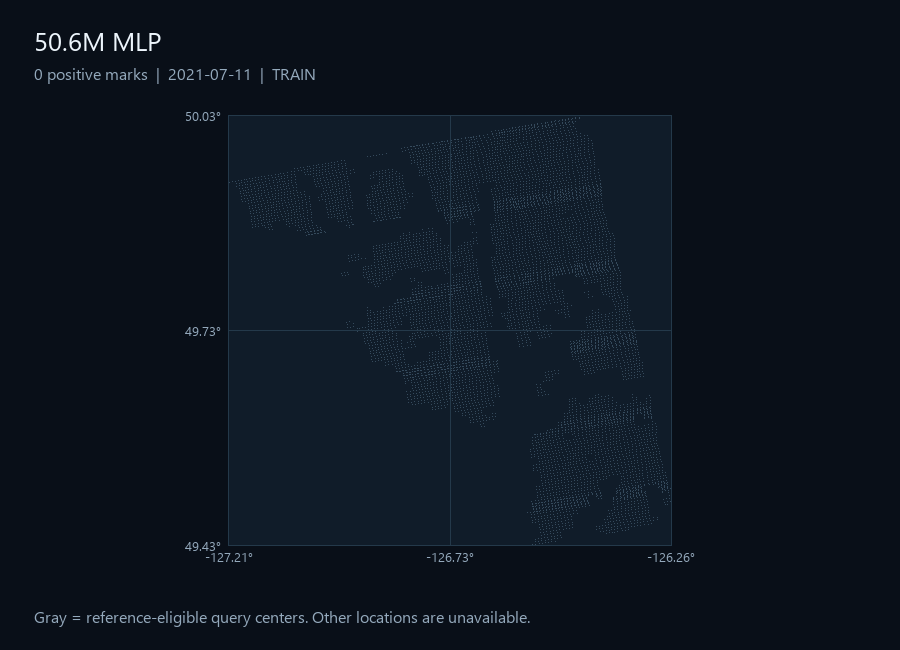 50.6M MLP
0 positive marks | 2021-07-11 | TRAIN
50.03°
49.73°
49.43°
-127.21° -126.73° -126.26°
Gray = reference-eligible query centers. Other locations are unavailable.